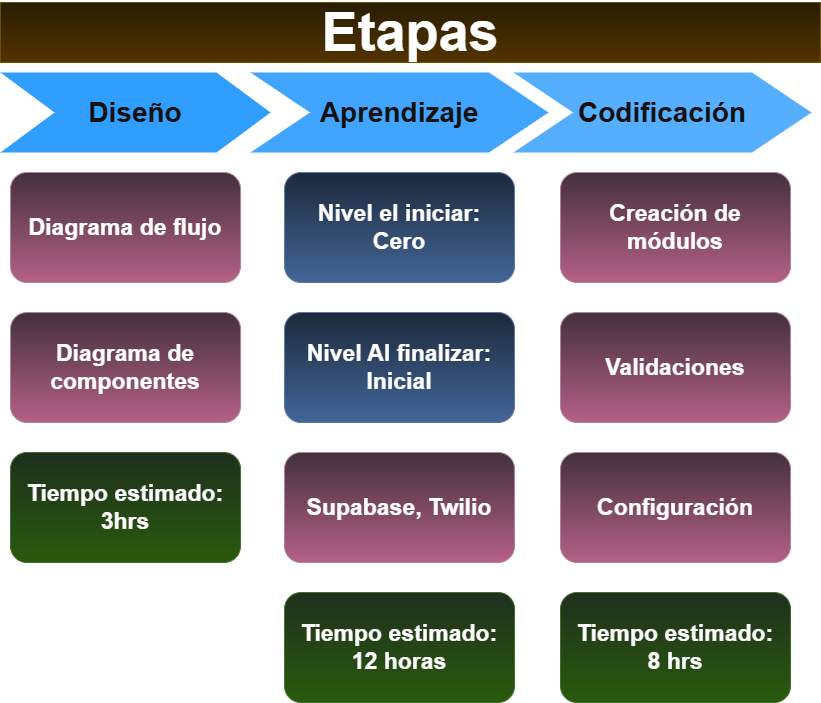 Etapas
Diseño
Aprendizaje
Codificación
Diagrama de flujo
Diagrama de
componentes
Tiempo estimado:
3hrs
Nivel el iniciar:
Cero
Nivel Al finalizar:
Inicial
Supabase, Twilio
Tiempo estimado:
12 horas
Creación de
módulos
Validaciones
Configuración
Tiempo estimado:
8 hrs